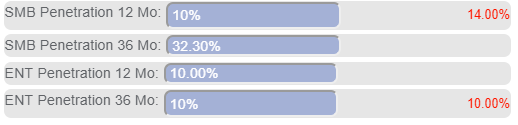 SMB Penetration 12 Mo: 10% 14.00%
SMB Penetration 36 Mo: 32.30%
ENT Penetration 12 Mo: 10.00%
ENT Penetration 36 Mo: 10% 10.00%